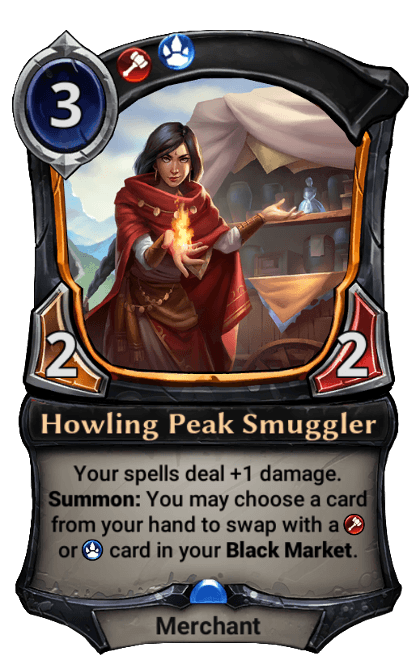 3
2
2
Howling Peak Smuggler
Your spells deal +1 damage.
Summon: You may choose a card
from your hand to swap with a
or card in your Black Market.
Merchant